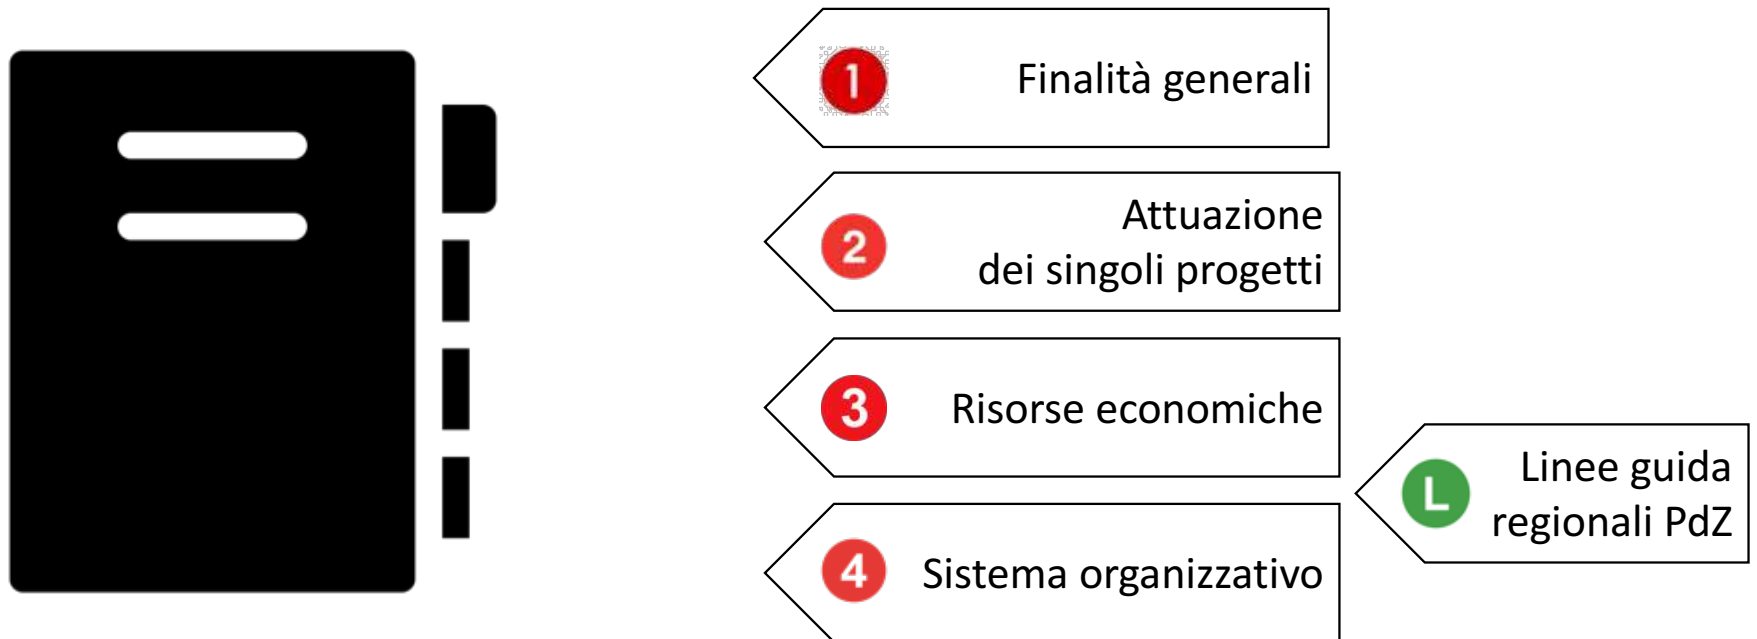 1 Finalità generali
2 Attuazione
dei singoli progetti
3 Risorse economiche
L Linee guida
regionali PdZ
4 Sistema organizzativo